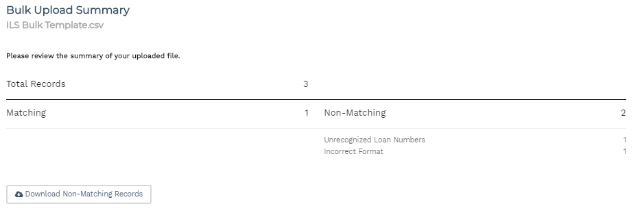 Bulk Upload Summary
ILS Bulk Template.csv
Please review the summary of your uploaded file.
Total Records 3
Matching 1 Non-Matching 2
Unrecognized Loan Numbers 1
Incorrect Format 1
Download Non-Matching Records